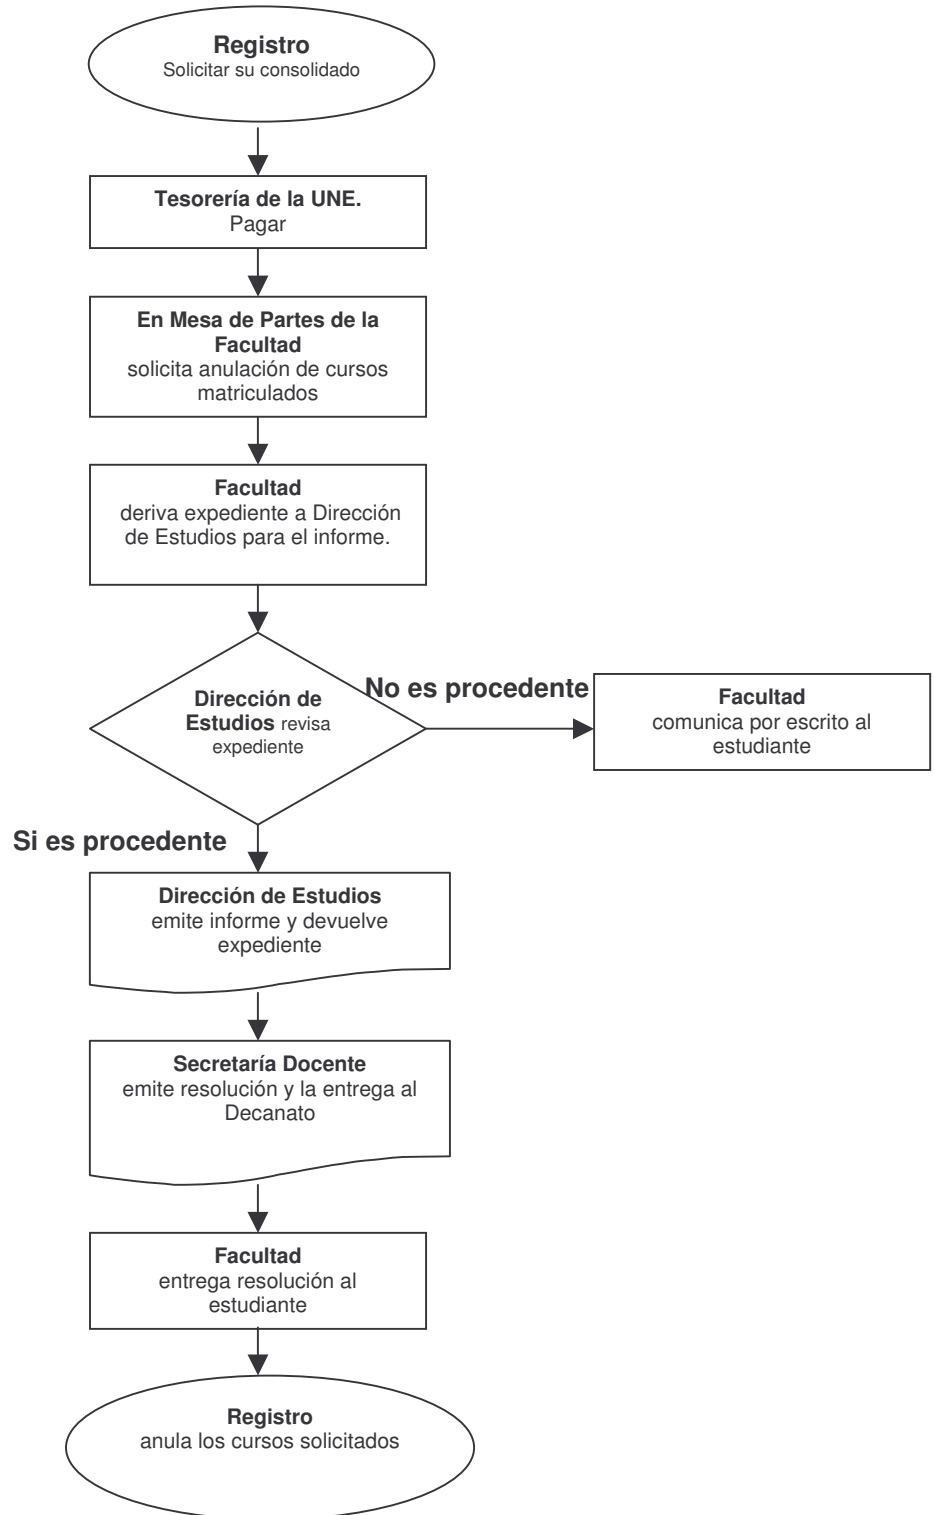 Registro
Solicitar su consolidado
Tesorería de la UNE.
Pagar
En Mesa de Partes de la
Facultad
solicita anulación de cursos
matriculados
Facultad
deriva expediente a Dirección
de Estudios para el informe.
Dirección de
Estudios revisa
expediente
No es procedente
Facultad
comunica por escrito al
estudiante
Si es procedente
Dirección de Estudios
emite informe y devuelve
expediente
Secretaría Docente
emite resolución y la entrega al
Decanato
Facultad
entrega resolución al
estudiante
Registro
anula los cursos solicitados